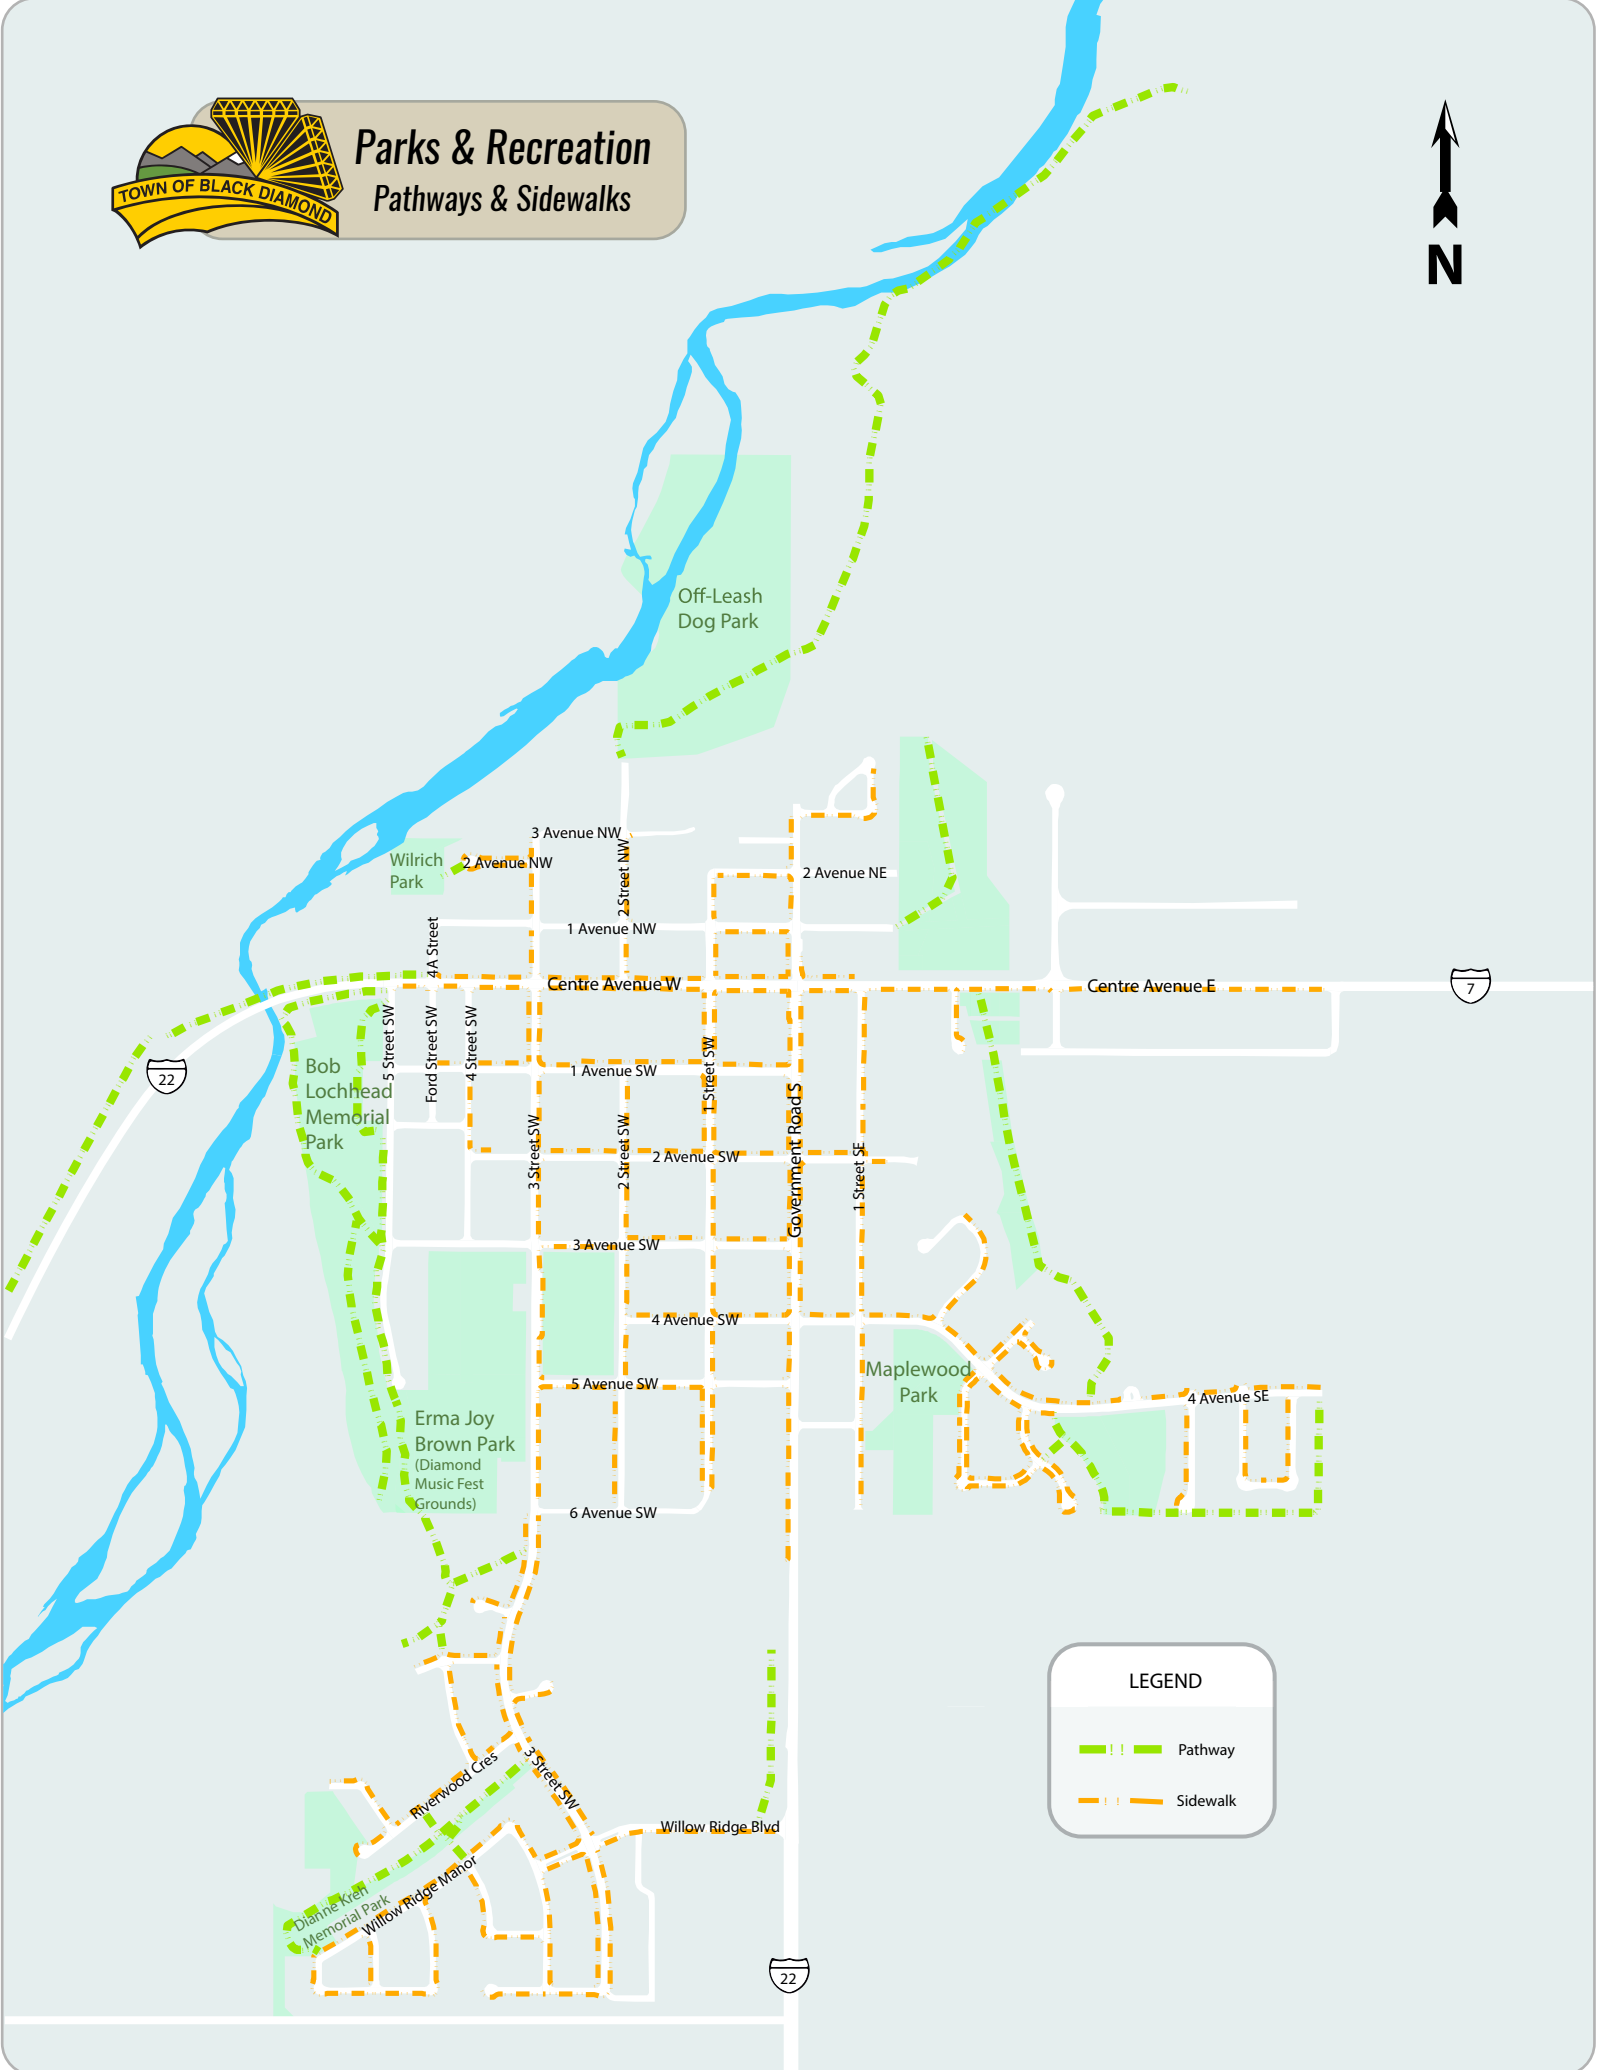 Parks & Recreation
Pathways & Sidewalks
TOWN OF BLACK DIAMOND
N
Off-Leash
Dog Park
3 Avenue NW
2 Avenue NW
2 Street NW
Wilrich
Park
2 Avenue NE
1 Avenue NW
4A Street
Centre Avenue W
Centre Avenue E
7
22
Bob
Lochhead
Memorial
Park
5 Street SW
Ford Street SW
4 Street SW
1 Avenue SW
1 Street SW
Government Road S
3 Street SW
2 Street SW
2 Avenue SW
1 Street SE
3 Avenue SW
4 Avenue SW
Maplewood
Park
5 Avenue SW
4 Avenue SE
Erma Joy
Brown Park
(Diamond
Music Fest
Grounds)
6 Avenue SW
LEGEND
Pathway
Sidewalk
Riverwood Cres
3 Street SW
Willow Ridge Blvd
Willow Ridge Manor
Dianne Kreh
Memorial Park
22